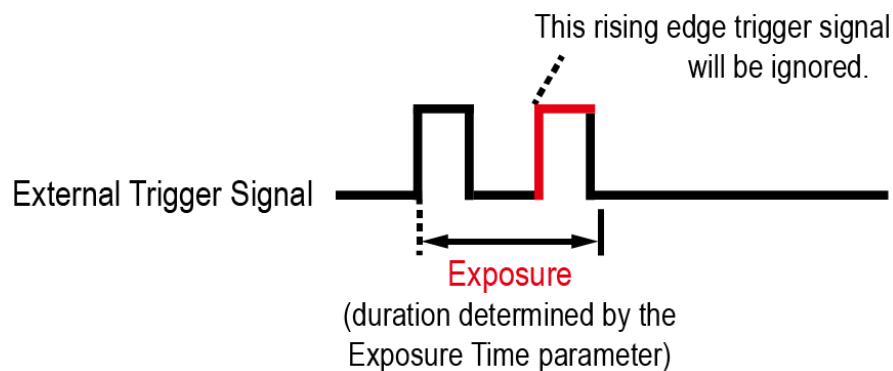 This rising edge trigger signal
will be ignored.
External Trigger Signal
Exposure
(duration determined by the
Exposure Time parameter)